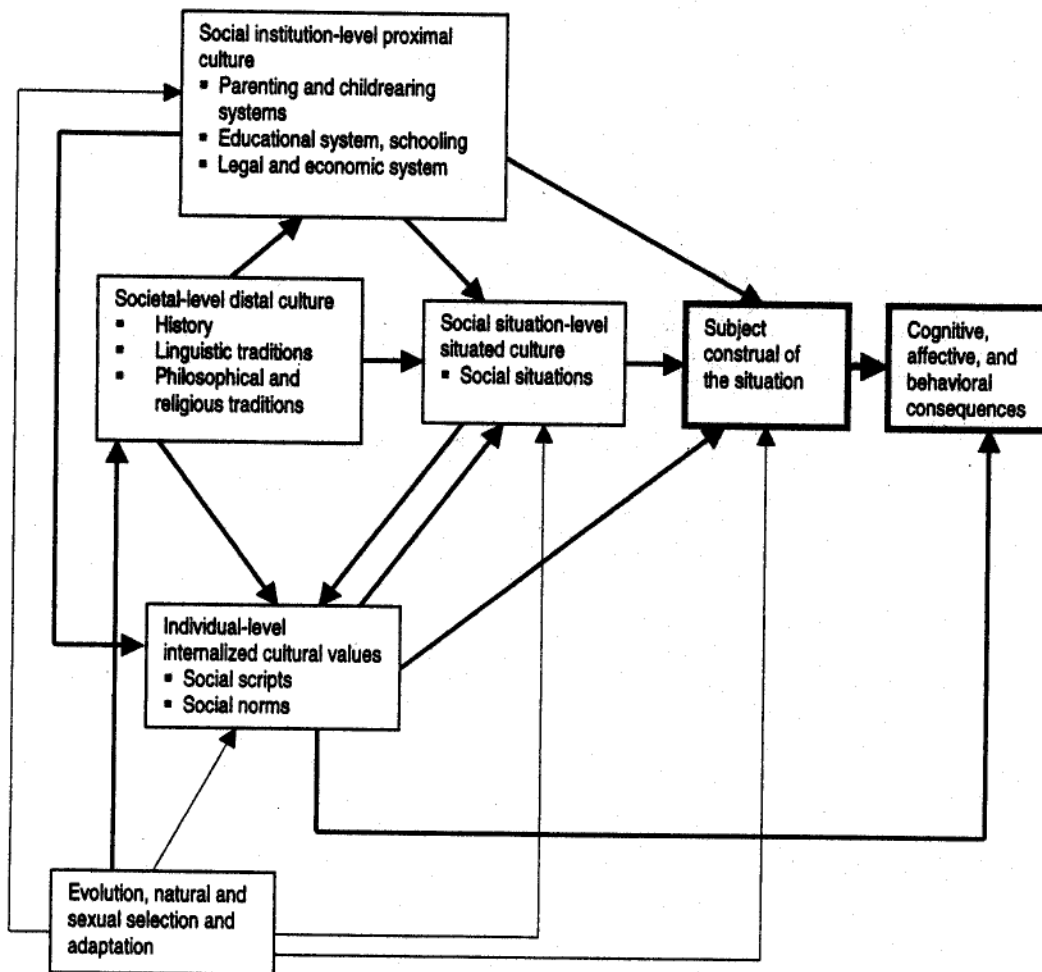 Social institution-level proximal
culture
▪ Parenting and childrearing
systems
▪ Educational system, schooling
▪ Legal and economic system
Societal-level distal culture
▪ History
▪ Linguistic traditions
▪ Philosophical and
religious traditions
Social situation-level
situated culture
▪ Social situations
Subject
construal of
the situation
Cognitive,
affective, and
behavioral
consequences
Individual-level
internalized cultural values
▪ Social scripts
▪ Social norms
Evolution, natural and
sexual selection and
adaptation